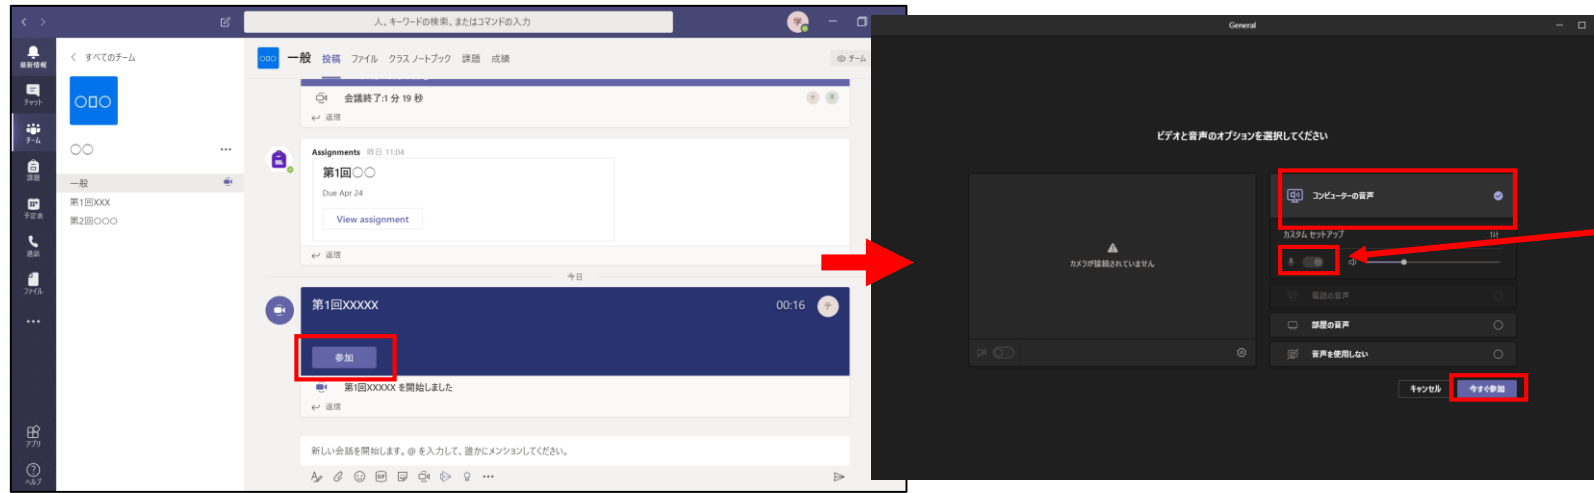 人、キーワードの検索、またはコマンドの入力
学
最新情報
チャット
チーム
課題
予定表
通話
ファイル
アプリ
ヘルプ
すべてのチーム
一般
第1回XXX
第2回○○○
一般 投稿 ファイル クラス ノートブック 課題 成績
チーム
会議終了:1 分 19 秒
返信
Assignments 昨日 11:04
第1回○○
Due Apr 24
View assignment
返信
今日
第1回XXXXX
00:16
テ
参加
第1回XXXXX を開始しました
返信
新しい会話を開始します。@ を入力して、誰かにメンションしてください。
General
ビデオと音声のオプションを選択してください
カメラが接続されていません
コンピューターの音声
カスタム セットアップ
電話の音声
部屋の音声
音声を使用しない
キャンセル
今すぐ参加